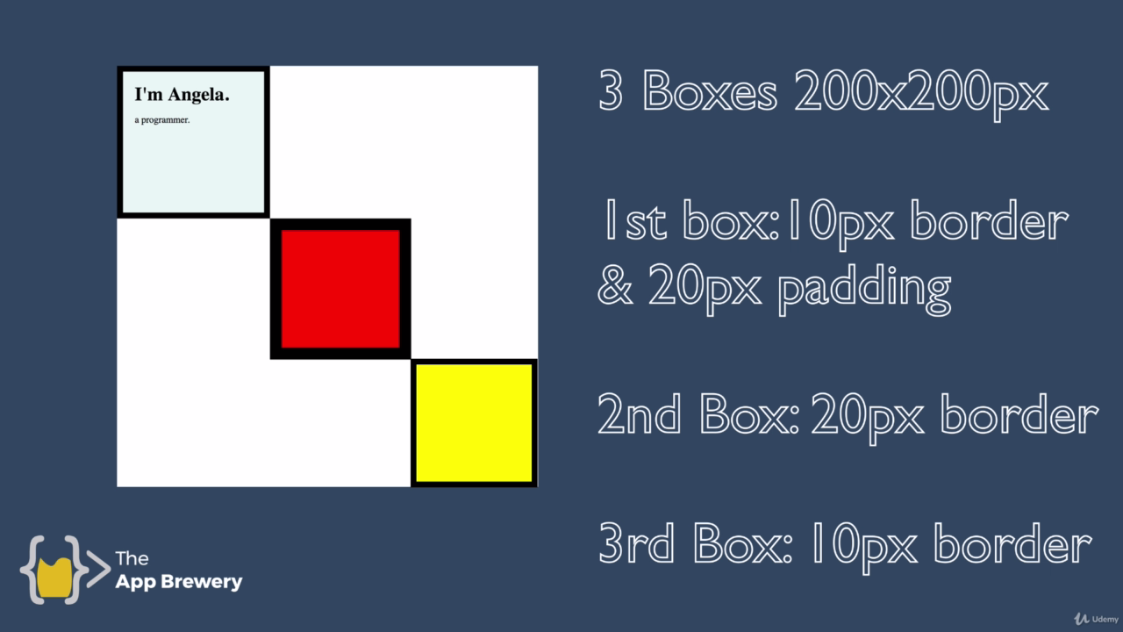 I'm Angela.
a programmer.
3 Boxes 200x200px
1st box:10px border
& 20px padding
2nd Box: 20px border
3rd Box: 10px border
The
App Brewery
Udemy